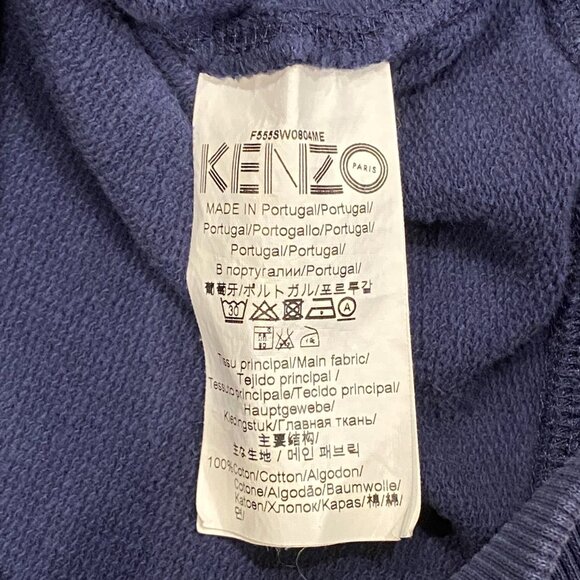 F555SW0804ME
KENZO
PARIS
MADE IN Portugal/Portugal/
Portugal/Portogallo/Portugal/
Portugal/Portugal/
В португалии/Portugal/
葡萄牙/ポルトガル/포르투갈
30 A
Tissu principal/Main fabric/
Tejido principal /
Tessuto principale/Tecido principal/
Hauptgewebe/
Kledingstuk/Главная ткань/
主要结构/
主な生地 / 메인 패브릭
100%Coton/Cotton/Algodon/
Cotone/Algodão/Baumwolle/
Katoen/Хлопок/Kapas/棉/綿/
면/